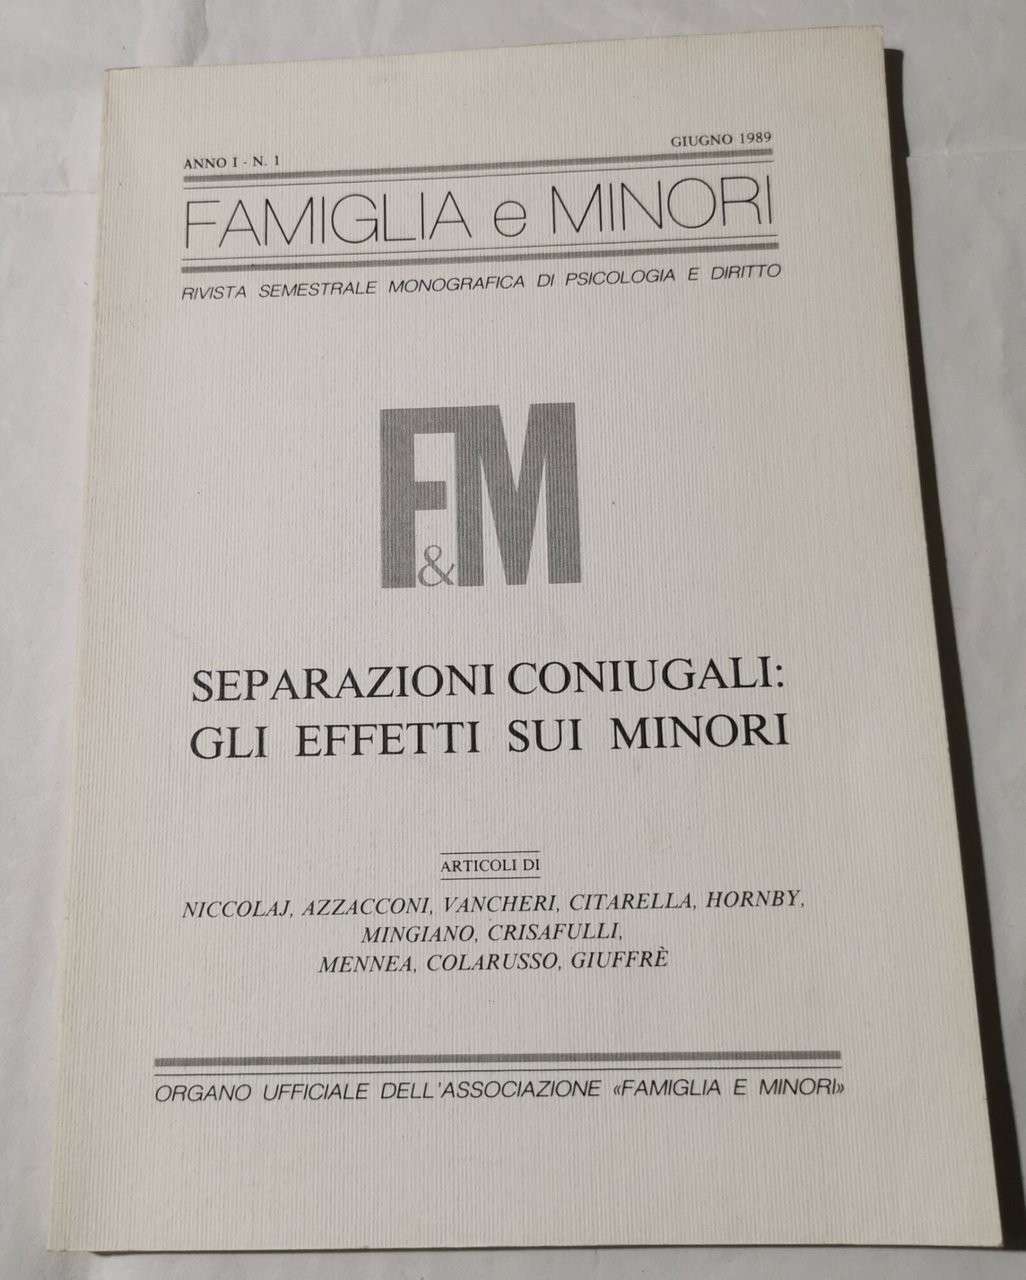 ANNO I - N. 1
GIUGNO 1989
FAMIGLIA e MINORI
RIVISTA SEMESTRALE MONOGRAFICA DI PSICOLOGIA E DIRITTO
F&M
SEPARAZIONI CONIUGALI:
GLI EFFETTI SUI MINORI
ARTICOLI DI
NICCOLAJ, AZZACCONI, VANCHERI, CITARELLA, HORNBY,
MINGIANO, CRISAFULLI,
MENNEA, COLARUSSO, GIUFFRÈ
ORGANO UFFICIALE DELL'ASSOCIAZIONE «FAMIGLIA E MINORI»